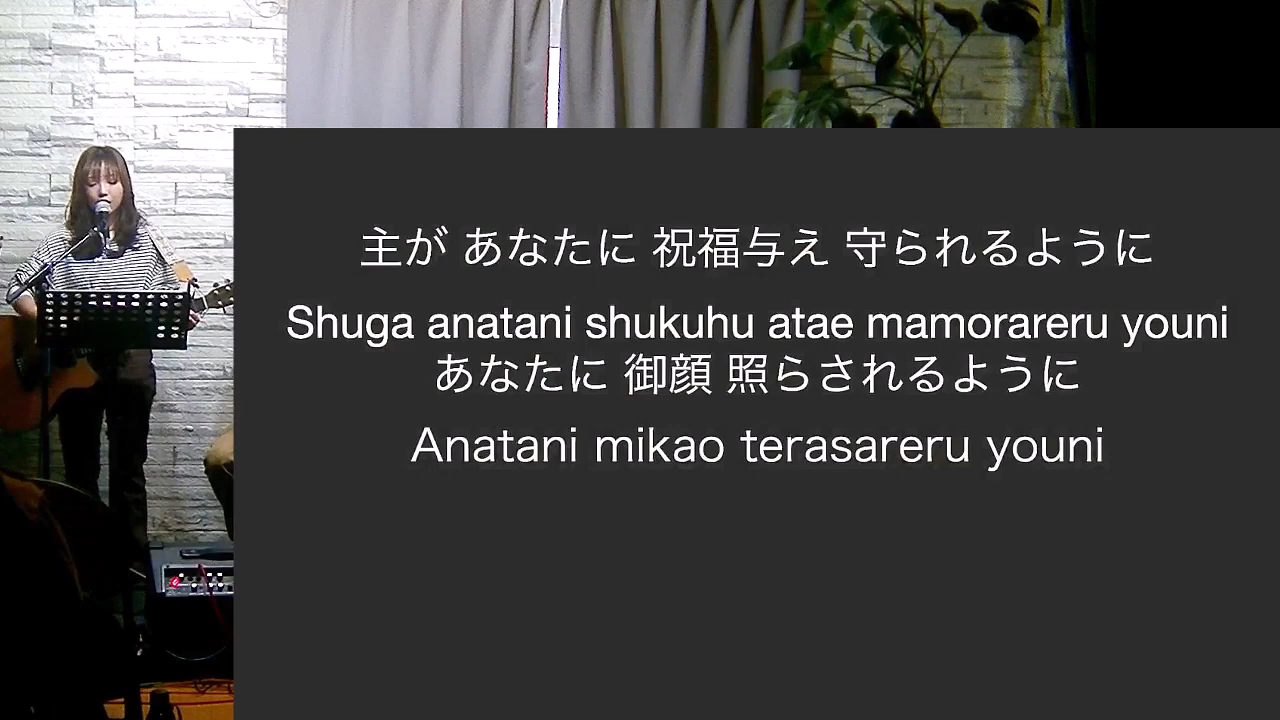 主が あなたに 祝福与え 守られるように
Shuga anatani shukuhu atae mamorareru youni
あなたに 御顔 照らされるように
Anatani mikao terasareru youni